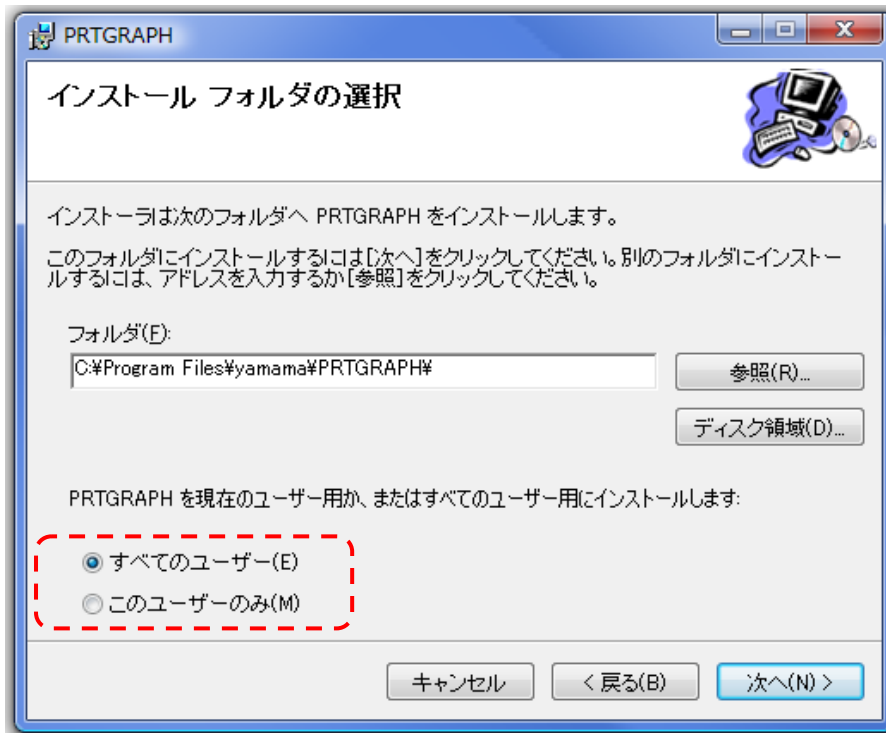 PRTGRAPH
インストール フォルダの選択
インストーラは次のフォルダへ PRTGRAPH をインストールします。
このフォルダにインストールするには[次へ]をクリックしてください。別のフォルダにインストー
ルするには、アドレスを入力するか[参照]をクリックしてください。
フォルダ(F):
C:¥Program Files¥yamama¥PRTGRAPH¥
参照(R)...
ディスク領域(D)...
PRTGRAPH を現在のユーザー用か、またはすべてのユーザー用にインストールします:
すべてのユーザー(E)
このユーザーのみ(M)
キャンセル
< 戻る(B)
次へ(N) >